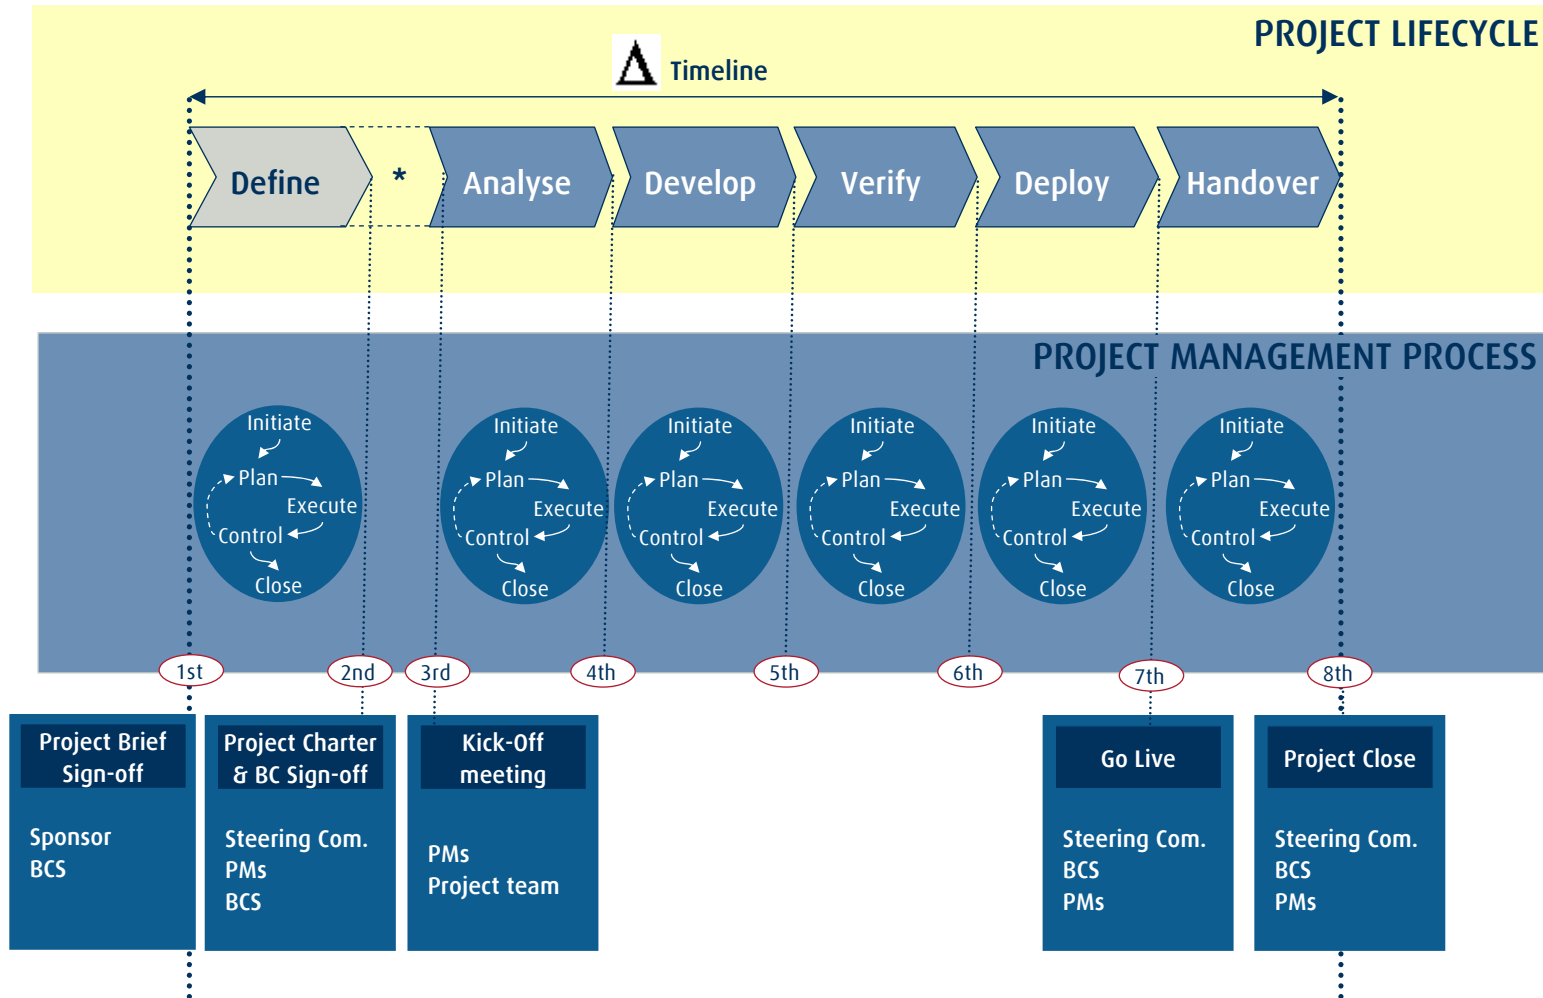 PROJECT LIFECYCLE
Δ Timeline
Define
*
Analyse
Develop
Verify
Deploy
Handover
PROJECT MANAGEMENT PROCESS
Initiate
Plan
Execute
Control
Close
Initiate
Plan
Execute
Control
Close
Initiate
Plan
Execute
Control
Close
Initiate
Plan
Execute
Control
Close
Initiate
Plan
Execute
Control
Close
Initiate
Plan
Execute
Control
Close
1st
2nd
3rd
4th
5th
6th
7th
8th
Project Brief
Sign-off
Sponsor
BCS
Project Charter
& BC Sign-off
Steering Com.
PMs
BCS
Kick-Off
meeting
PMs
Project team
Go Live
Steering Com.
BCS
PMs
Project Close
Steering Com.
BCS
PMs